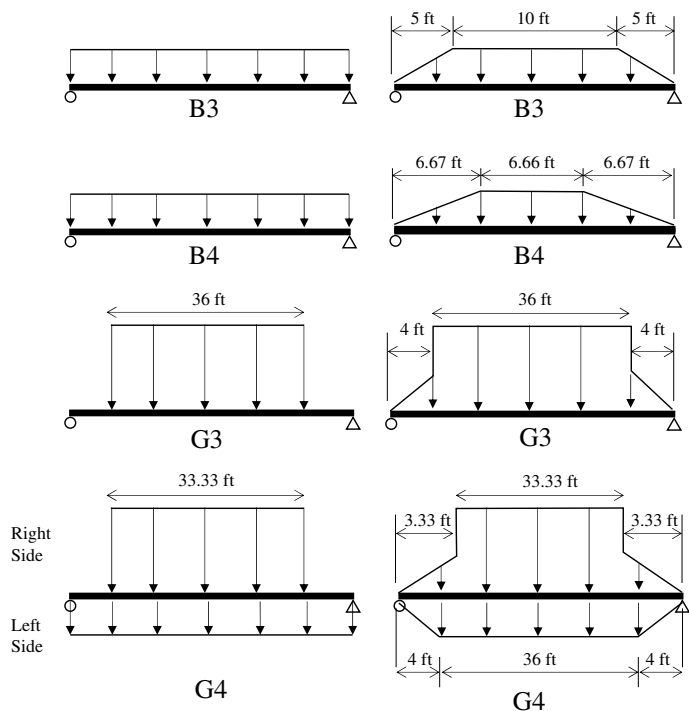 5 ft 10 ft 5 ft
B3 B3
6.67 ft 6.66 ft 6.67 ft
B4 B4
36 ft 36 ft
4 ft 4 ft
G3 G3
33.33 ft 33.33 ft
3.33 ft 3.33 ft
Right
Side
Left
Side
4 ft 36 ft 4 ft
G4 G4